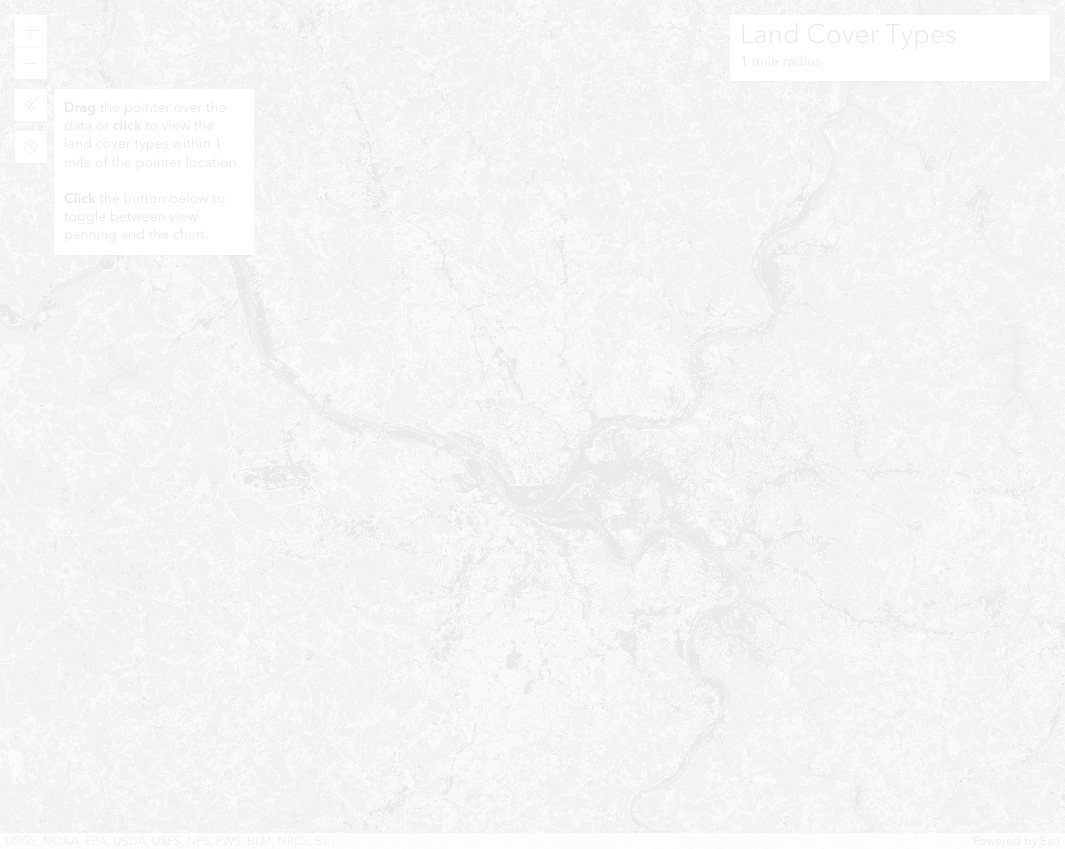 Land Cover Types
1 mile radius
Drag the pointer over the
data or click to view the
land cover types within 1
mile of the pointer location.
Click the button below to
toggle between view
panning and the chart.
USGS, NOAA, EPA, USDA, USFS, NPS, FWS, BLM, NRCS, Esri
Powered by Esri